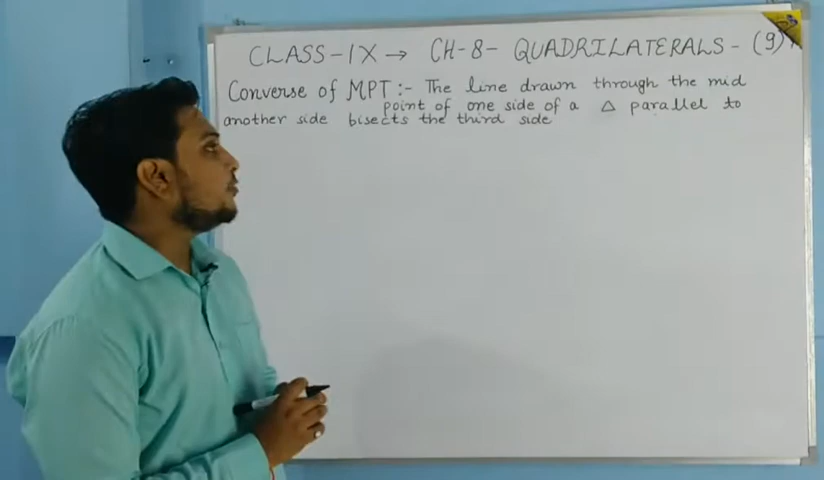 CLASS-IX → CH-8- QUADRILATERALS - (9)
Converse of MPT :- The line drawn through the mid
point of one side of a △ parallel to
another side bisects the third side